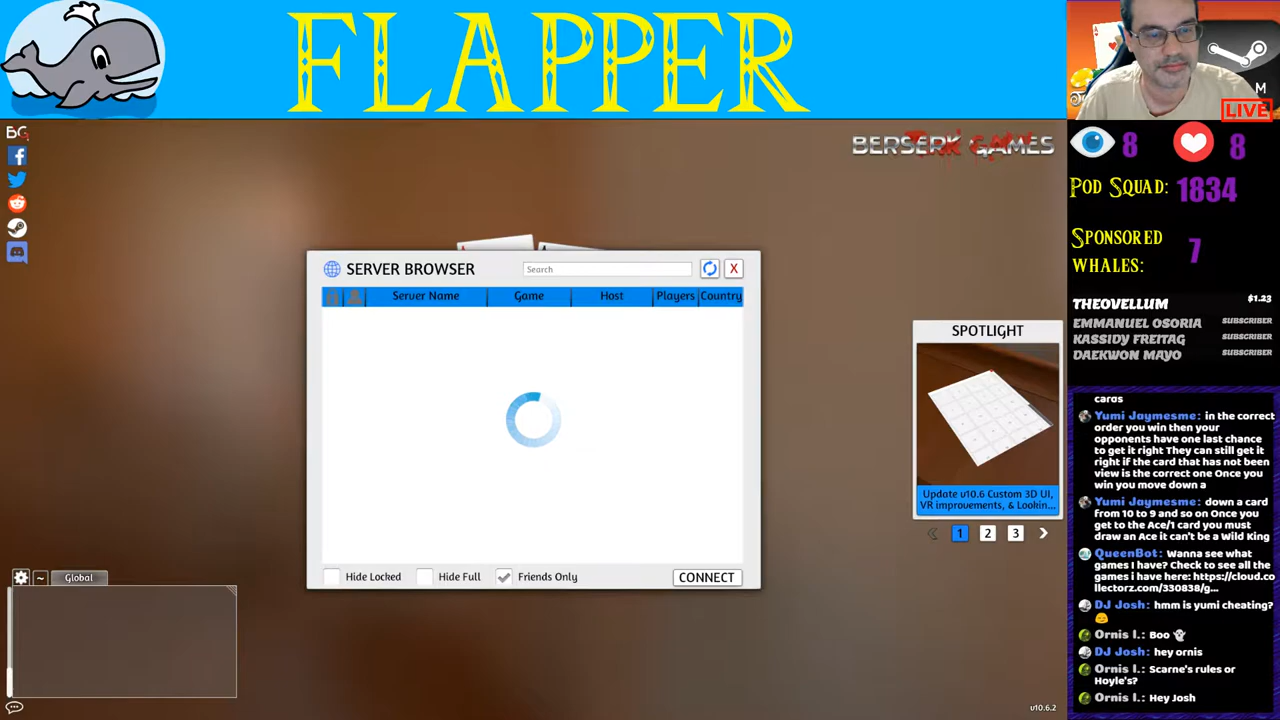 FLAPPER
M
LIVE
BG
BERSERK GAMES
8
8
POD SQUAD: 1834
SPONSORED
WHALES:
7
THEOVELLUM $1.23
EMMANUEL OSORIA SUBSCRIBER
KASSIDY FREITAG SUBSCRIBER
DAEKWON MAYO SUBSCRIBER
SERVER BROWSER
Search
X
Server Name Game Host Players Country
Hide Locked Hide Full Friends Only CONNECT
SPOTLIGHT
Update v10.6 Custom 3D UI,
VR improvements, & Lookin...
1 2 3
~ Global
cards
Yumi Jaymesme: in the correct
order you win then your
opponents have one last chance
to get it right They can still get it
right if the card that has not been
view is the correct one Once you
win you move down a
Yumi Jaymesme: down a card
from 10 to 9 and so on Once you
get to the Ace/1 card you must
draw an Ace it can't be a Wild King
QueenBot: Wanna see what
games I have? Check to see all the
games i have here: https://cloud.co
llectorz.com/330838/g...
DJ Josh: hmm is yumi cheating?
Ornis I.: Boo
DJ Josh: hey ornis
Ornis I.: Scarne's rules or
Hoyle's?
Ornis I.: Hey Josh
v10.6.2